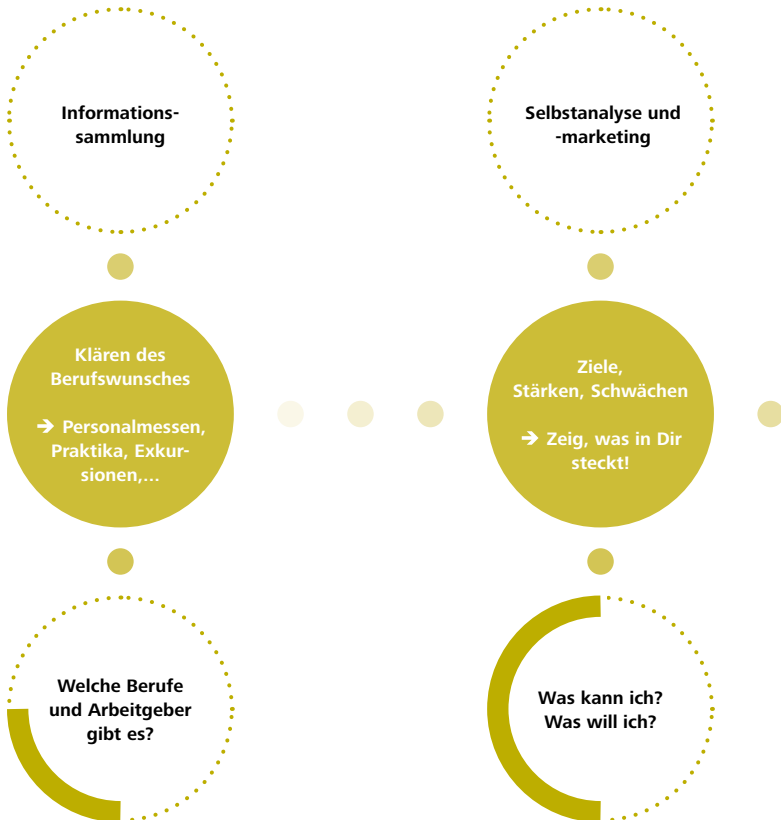 Informations-
sammlung
Selbstanalyse und
-marketing
Klären des
Berufswunsches
➔ Personalmessen,
Praktika, Exkur-
sionen,...
Ziele,
Stärken, Schwächen
➔ Zeig, was in Dir
steckt!
Welche Berufe
und Arbeitgeber
gibt es?
Was kann ich?
Was will ich?